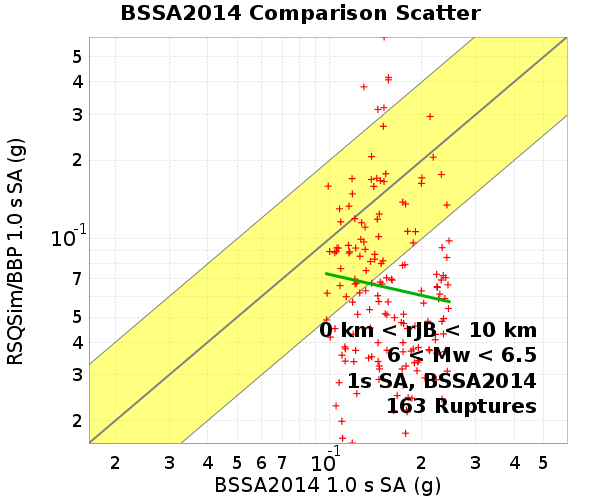 BSSA2014 Comparison Scatter
RSQSim/BBP 1.0 s SA (g)
5
4
3
2
10⁻¹
7
5
4
3
2
0 km < rJB < 10 km
6 < Mw < 6.5
1s SA, BSSA2014
163 Ruptures
2 3 4 5 6 7 10⁻¹ 2 3 4 5
BSSA2014 1.0 s SA (g)